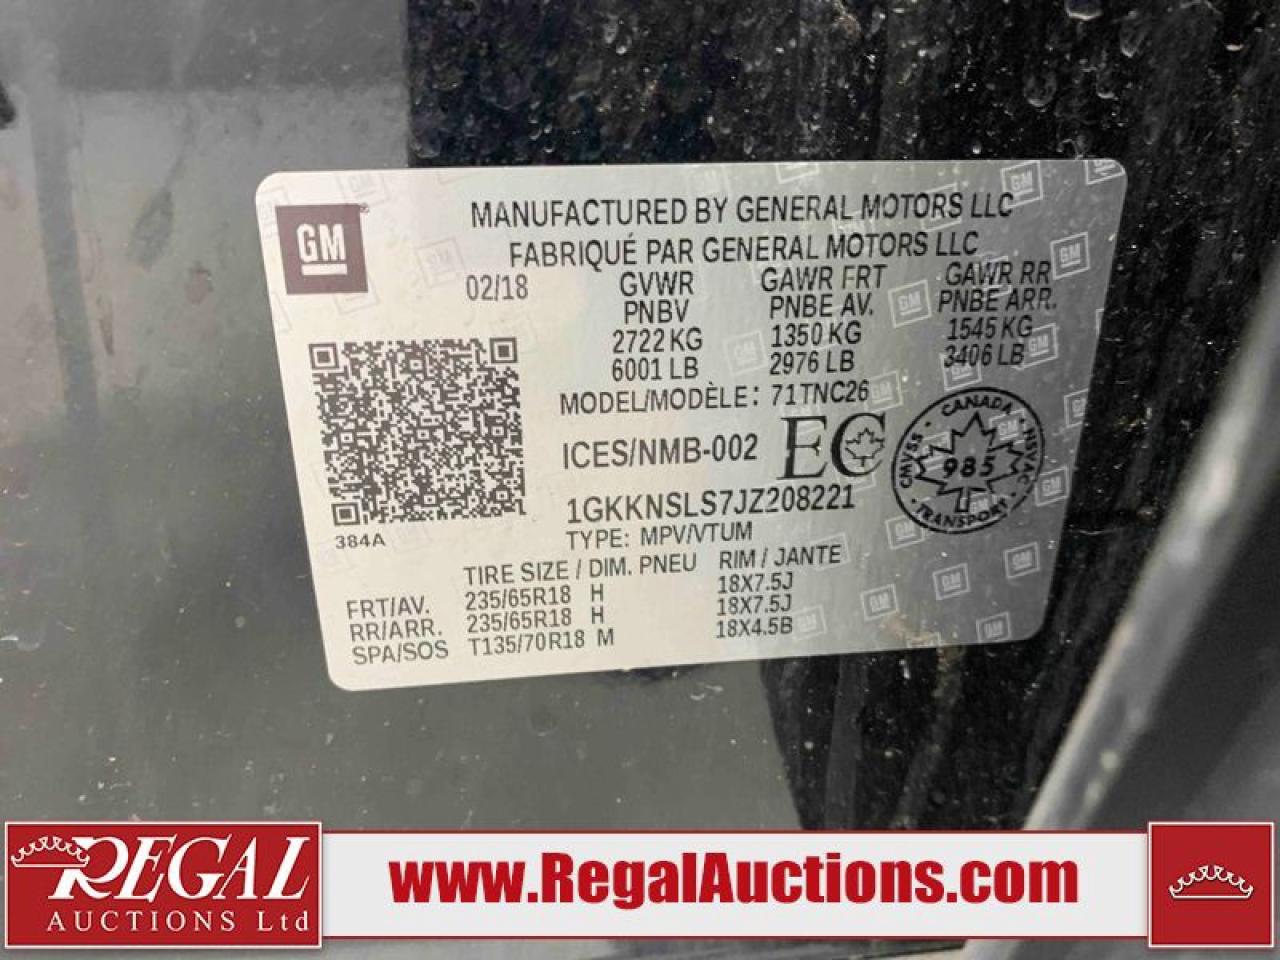 GM
MANUFACTURED BY GENERAL MOTORS LLC
FABRIQUÉ PAR GENERAL MOTORS LLC
02/18 GVWR GAWR FRT GAWR RR
PNBV PNBE AV. PNBE ARR.
2722 KG 1350 KG 1545 KG
6001 LB 2976 LB 3406 LB
MODEL/MODÈLE: 71TNC26
ICES/NMB-002 EC
CANADA
CMVSS · 985 · NSVAC
TRANSPORT
1GKKNSLS7JZ208221
384A
TYPE: MPV/VTUM
TIRE SIZE / DIM. PNEU RIM / JANTE
FRT/AV. 235/65R18 H 18X7.5J
RR/ARR. 235/65R18 H 18X7.5J
SPA/SOS T135/70R18 M 18X4.5B
REGAL
AUCTIONS Ltd
www.RegalAuctions.com